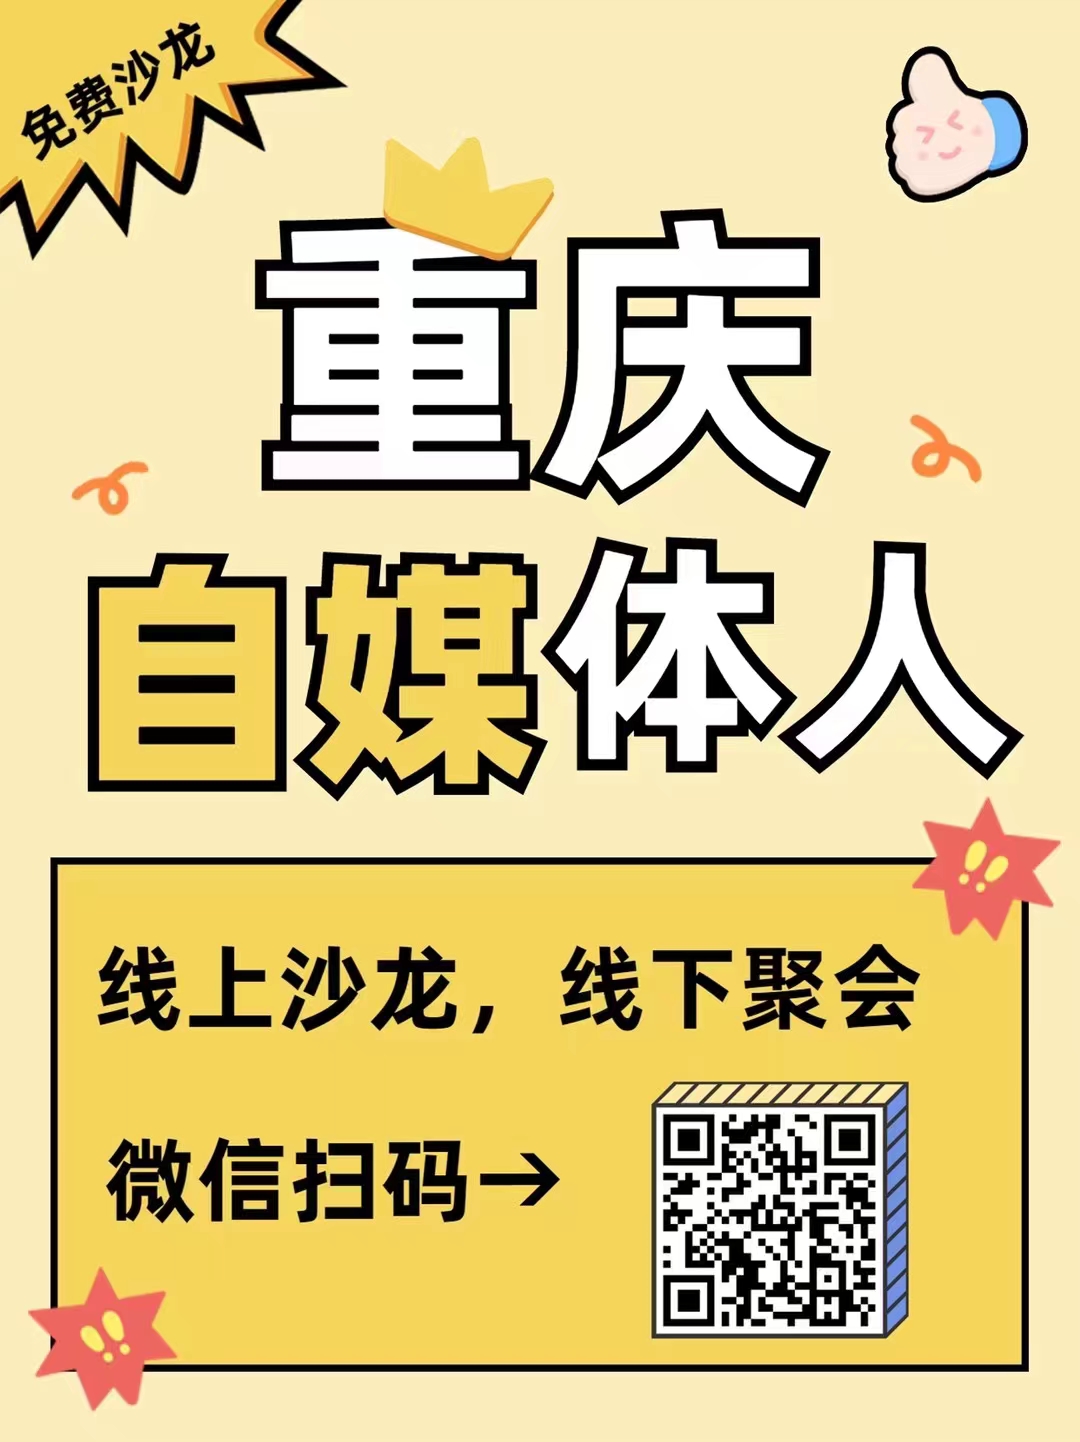 免费沙龙
重庆
自媒体人
线上沙龙，线下聚会
微信扫码→